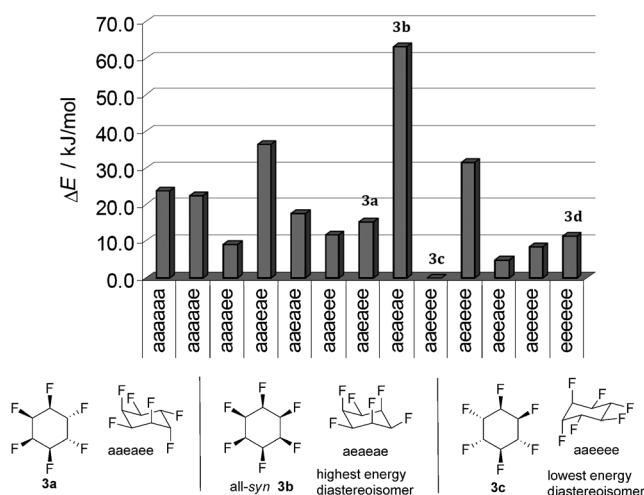 70.0
60.0
50.0
40.0
30.0
20.0
10.0
0.0
ΔE / kJ/mol
3a
3b
3c
3d
aaaaaa
aaaaae
aaaaee
aaaeae
aaeaae
aaaeee
aaeaee
aeaeae
aaeeee
aeaeee
aeeaee
aeeeee
eeeeee
F F F F F F
3a
F F F F F F
aaeaee
F F F F F F
all-syn 3b
F F F F F F
aeaeae
highest energy
diastereoisomer
F F F F F F
3c
F F F F F F
aaeeee
lowest energy
diastereoisomer